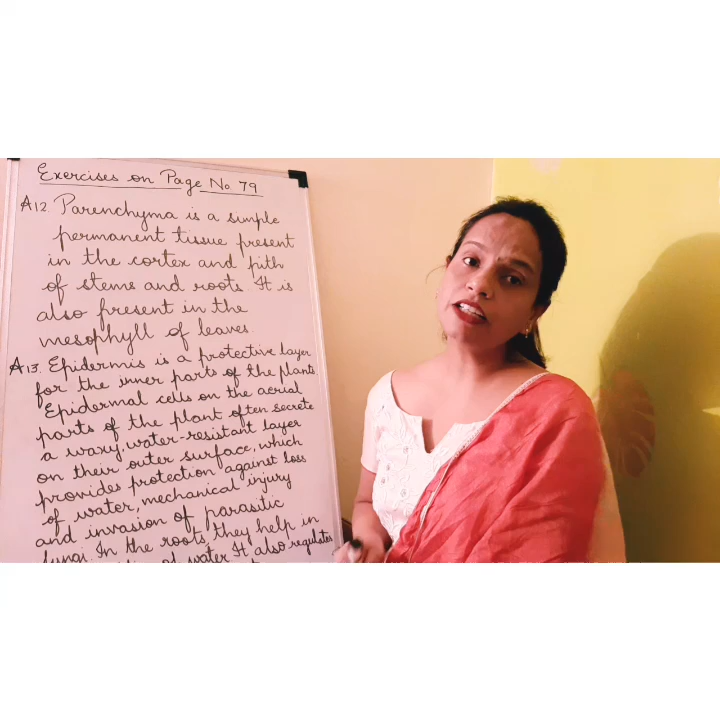 Exercises on Page No. 79
A12. Parenchyma is a simple
permanent tissue present
in the cortex and pith
of stems and roots. It is
also present in the
mesophyll of leaves.
A13. Epidermis is a protective layer
for the inner parts of the plants
Epidermal cells on the aerial
parts of the plant often secrete
a waxy, water-resistant layer
on their outer surface, which
provides protection against loss
of water, mechanical injury
and invasion of parasitic
fungi. In the roots, they help in
of water. It also regulates